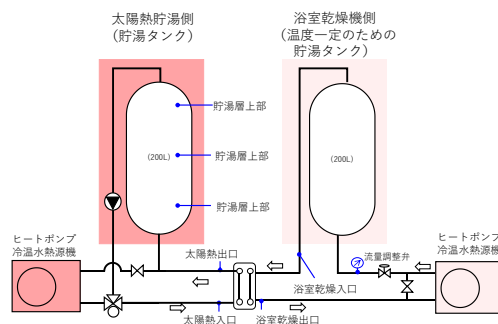 太陽熱貯湯側
（貯湯タンク）
浴室乾燥機側
（温度一定のための
貯湯タンク）
貯湯層上部
(200L)
貯湯層上部
(200L)
貯湯層上部
ヒートポンプ
冷温水熱源機
太陽熱出口
流量調整弁
ヒートポンプ
冷温水熱源機
浴室乾燥入口
太陽熱入口
浴室乾燥出口